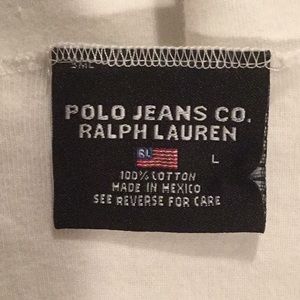 POLO JEANS CO.
RALPH LAUREN
RL
L
100% COTTON
MADE IN MEXICO
SEE REVERSE FOR CARE